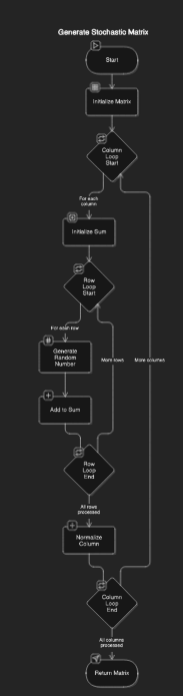 Generate Stochastic Matrix
Start
Initialize Matrix
Column
Loop
Start
For each
column
Initialize Sum
Row
Loop
Start
For each row
Generate
Random
Number
More rows
More columns
Add to Sum
Row
Loop
End
All rows
processed
Normalize
Column
Column
Loop
End
All columns
processed
Return Matrix